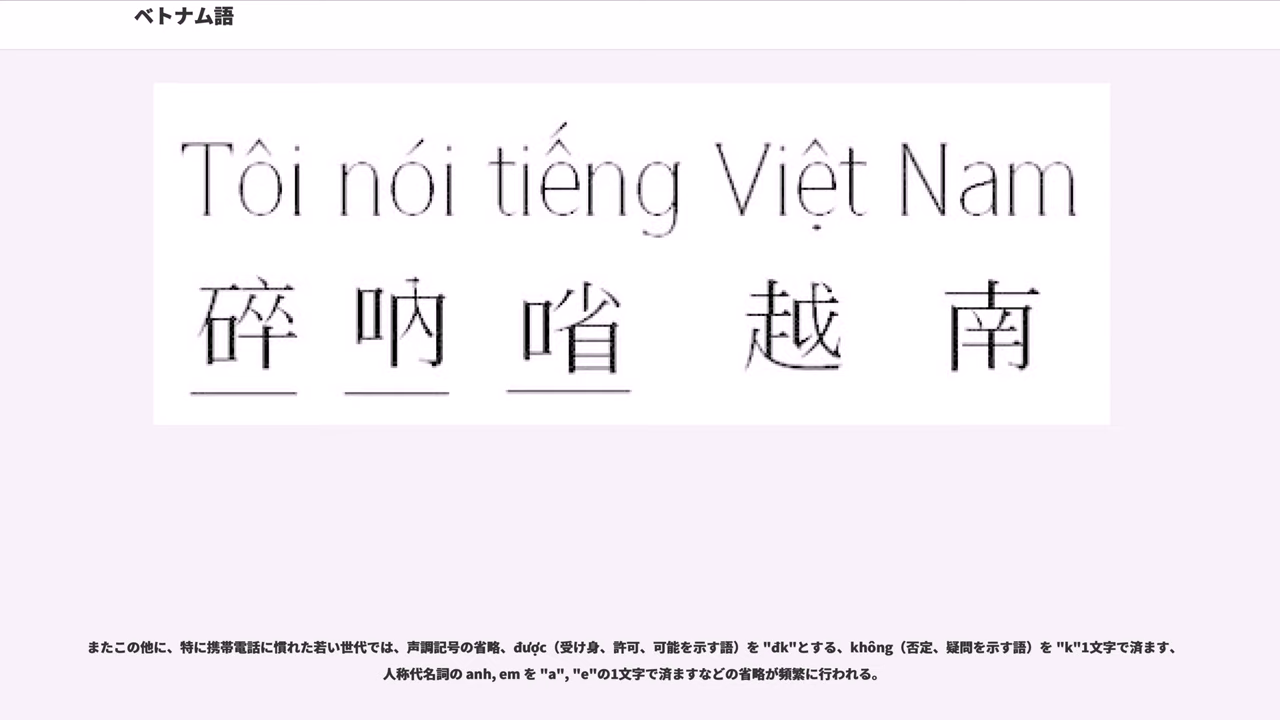 ベトナム語
Tôi nói tiếng Việt Nam
碎 吶 㗂 越 南
またこの他に、特に携帯電話に慣れた若い世代では、声調記号の省略、được（受け身、許可、可能を示す語）を "đk"とする、không（否定、疑問を示す語）を "k"1文字で済ます、
人称代名詞の anh, em を "a", "e"の1文字で済ますなどの省略が頻繁に行われる。